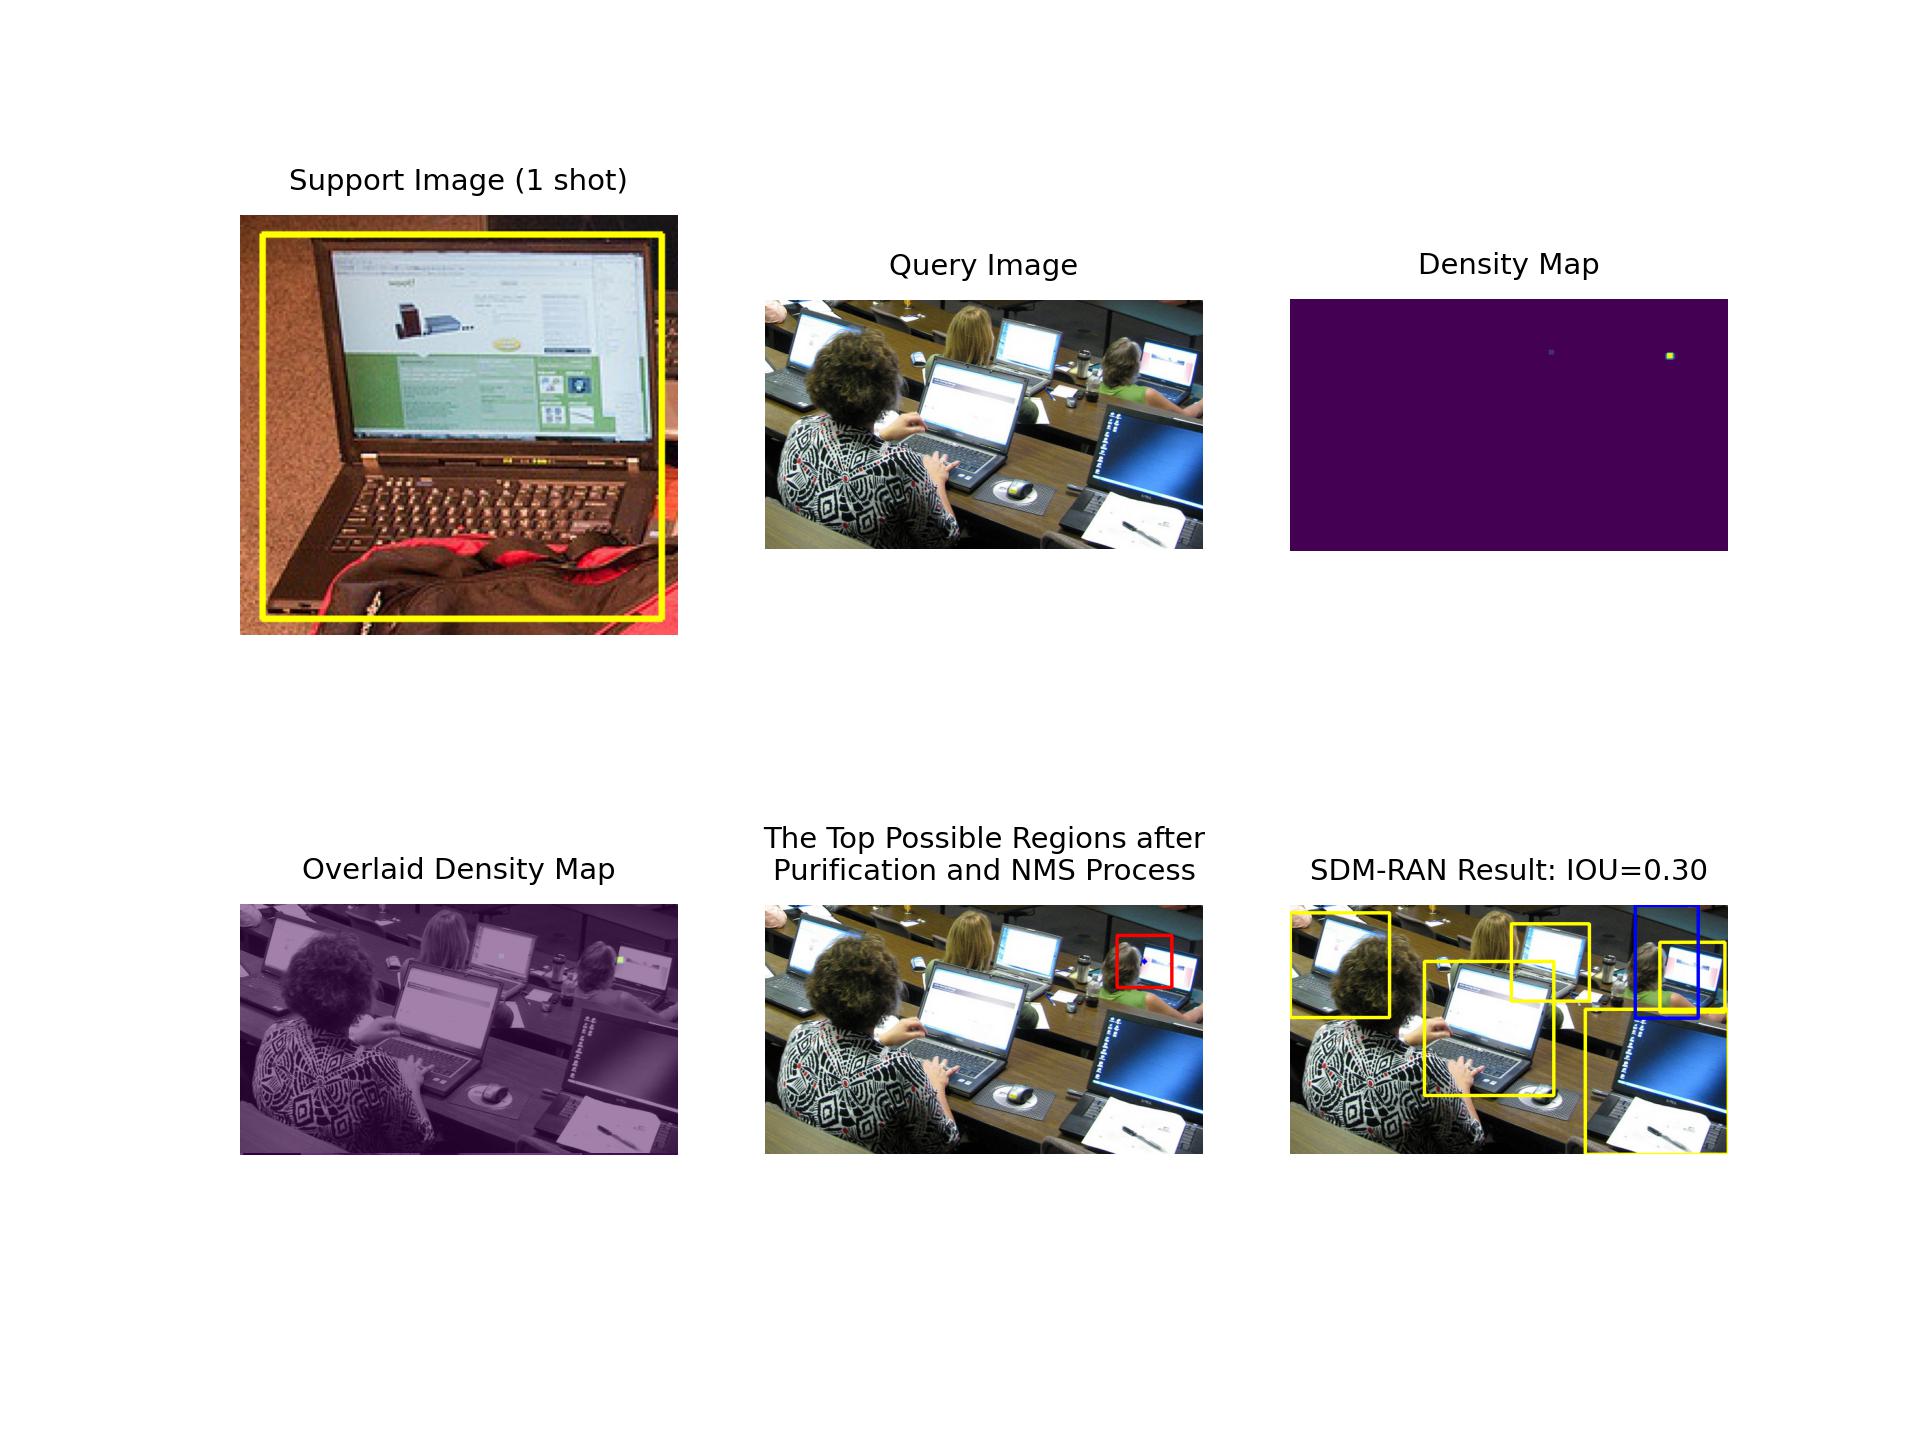 Support Image (1 shot)
woot!
Query Image
Density Map
Overlaid Density Map
The Top Possible Regions after
Purification and NMS Process
SDM-RAN Result: IOU=0.30